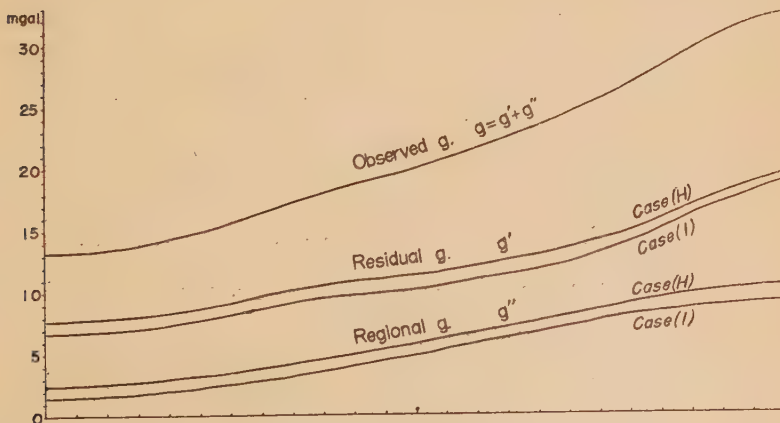 mgal.
30
25
20
15
10
5
0
Observed g. g=g'+g"
Residual g. g'
Case(H)
Case(I)
Regional g. g"
Case(H)
Case(I)